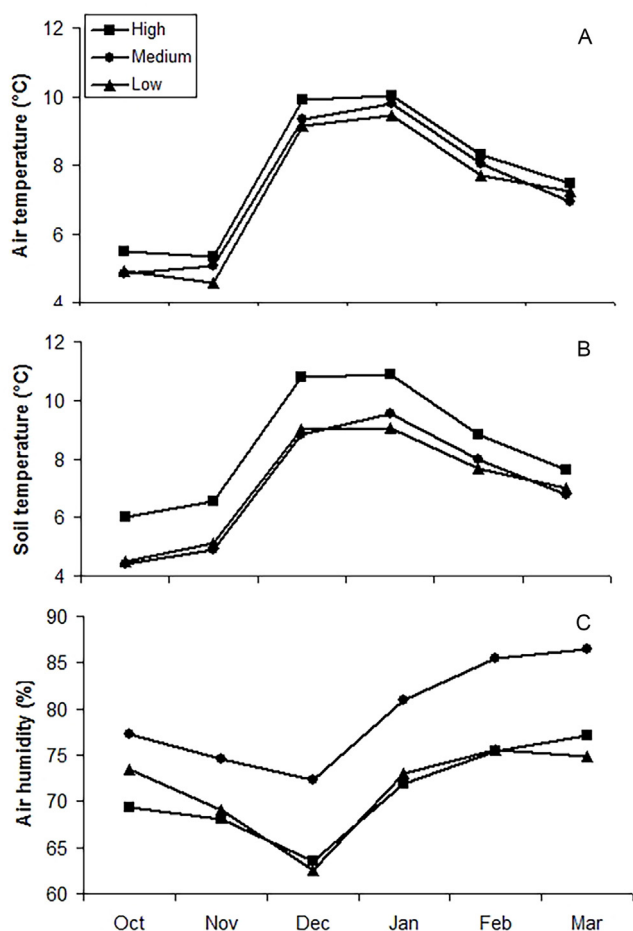 12
10
8
6
4
Air temperature (°C)
High
Medium
Low
A
12
10
8
6
4
Soil temperature (°C)
B
90
85
80
75
70
65
60
Air humidity (%)
C
Oct Nov Dec Jan Feb Mar